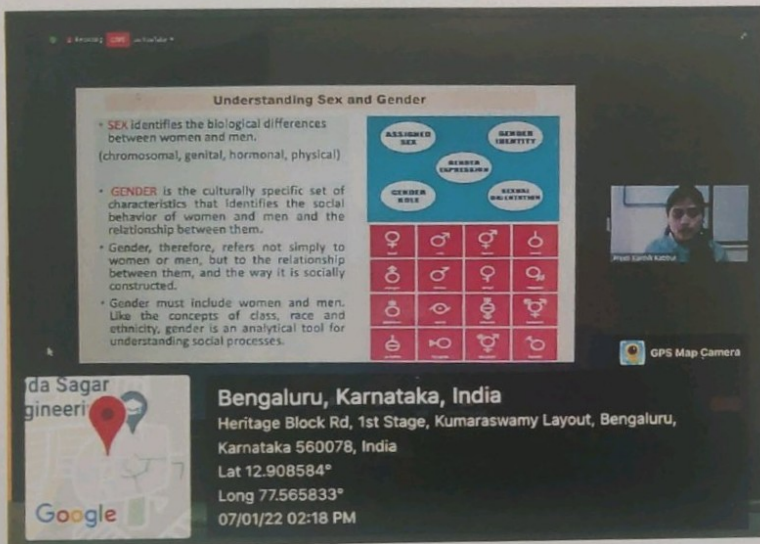 Recording LIVE on YouTube
Understanding Sex and Gender
• SEX identifies the biological differences
between women and men.
(chromosomal, genital, hormonal, physical)
• GENDER is the culturally specific set of
characteristics that identifies the social
behavior of women and men and the
relationship between them.
• Gender, therefore, refers not simply to
women or men, but to the relationship
between them, and the way it is socially
constructed.
• Gender must include women and men.
Like the concepts of class, race and
ethnicity, gender is an analytical tool for
understanding social processes.
ASSIGNED
SEX
GENDER
IDENTITY
GENDER
EXPRESSION
GENDER
ROLE
SEXUAL
ORIENTATION
GPS Map Camera
da Sagar
gineeri
Google
Bengaluru, Karnataka, India
Heritage Block Rd, 1st Stage, Kumaraswamy Layout, Bengaluru,
Karnataka 560078, India
Lat 12.908584°
Long 77.565833°
07/01/22 02:18 PM